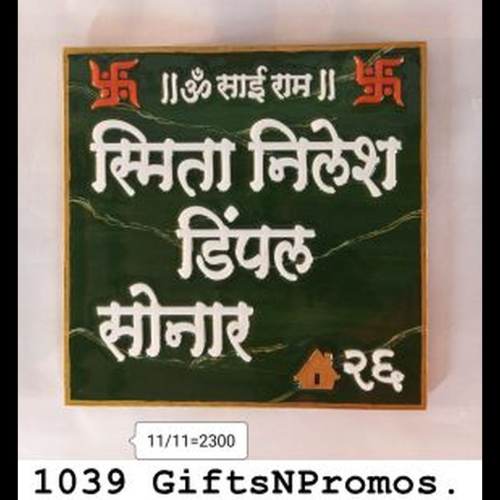 ॥ॐ साई राम॥
स्मिता निलेश
डिंपल
सोनार
२६
11/11=2300
1039 GiftsNPromos.